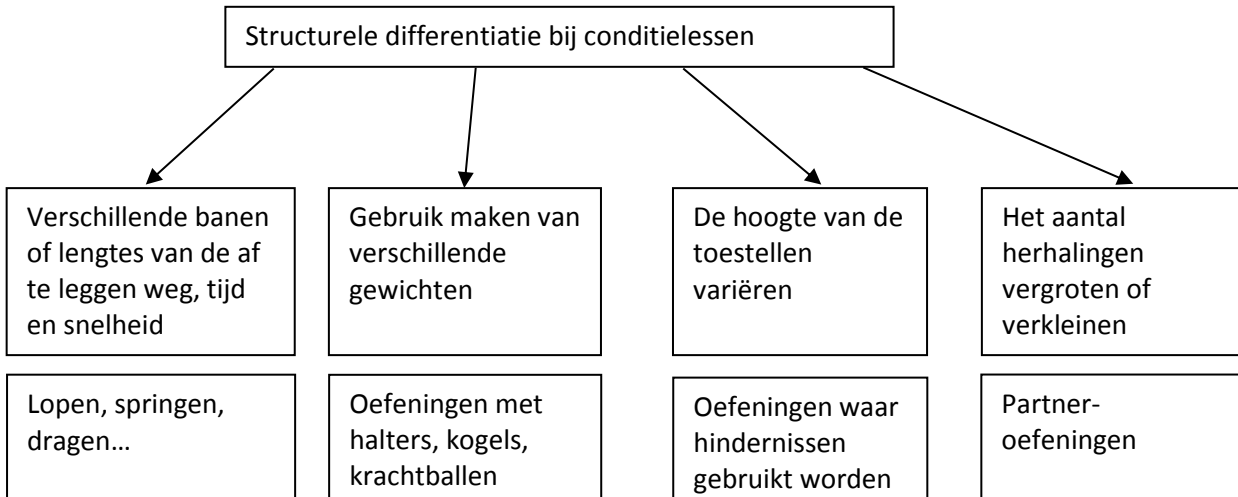 Structurele differentiatie bij conditielessen
Verschillende banen
of lengtes van de af
te leggen weg, tijd
en snelheid
Gebruik maken van
verschillende
gewichten
De hoogte van de
toestellen
variëren
Het aantal
herhalingen
vergroten of
verkleinen
Lopen, springen,
dragen…
Oefeningen met
halters, kogels,
krachtballen
Oefeningen waar
hindernissen
gebruikt worden
Partner-
oefeningen